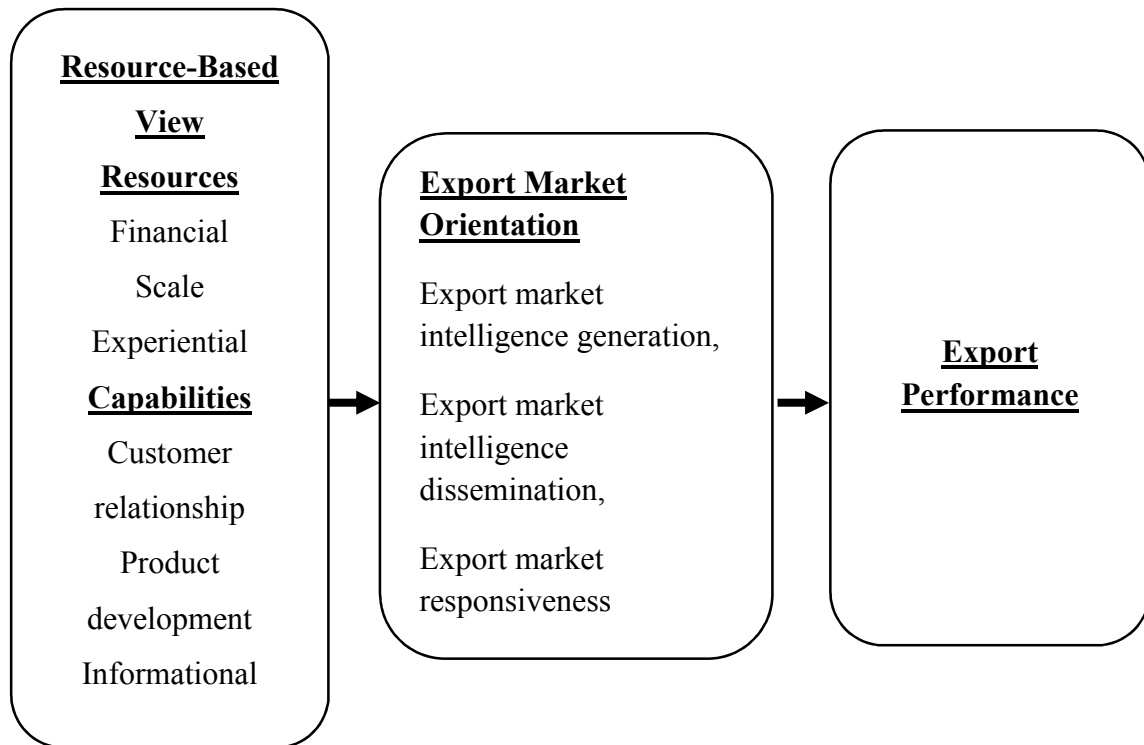 Resource-Based
View
Resources
Financial
Scale
Experiential
Capabilities
Customer
relationship
Product
development
Informational
Export Market
Orientation
Export market
intelligence generation,
Export market
intelligence
dissemination,
Export market
responsiveness
Export
Performance